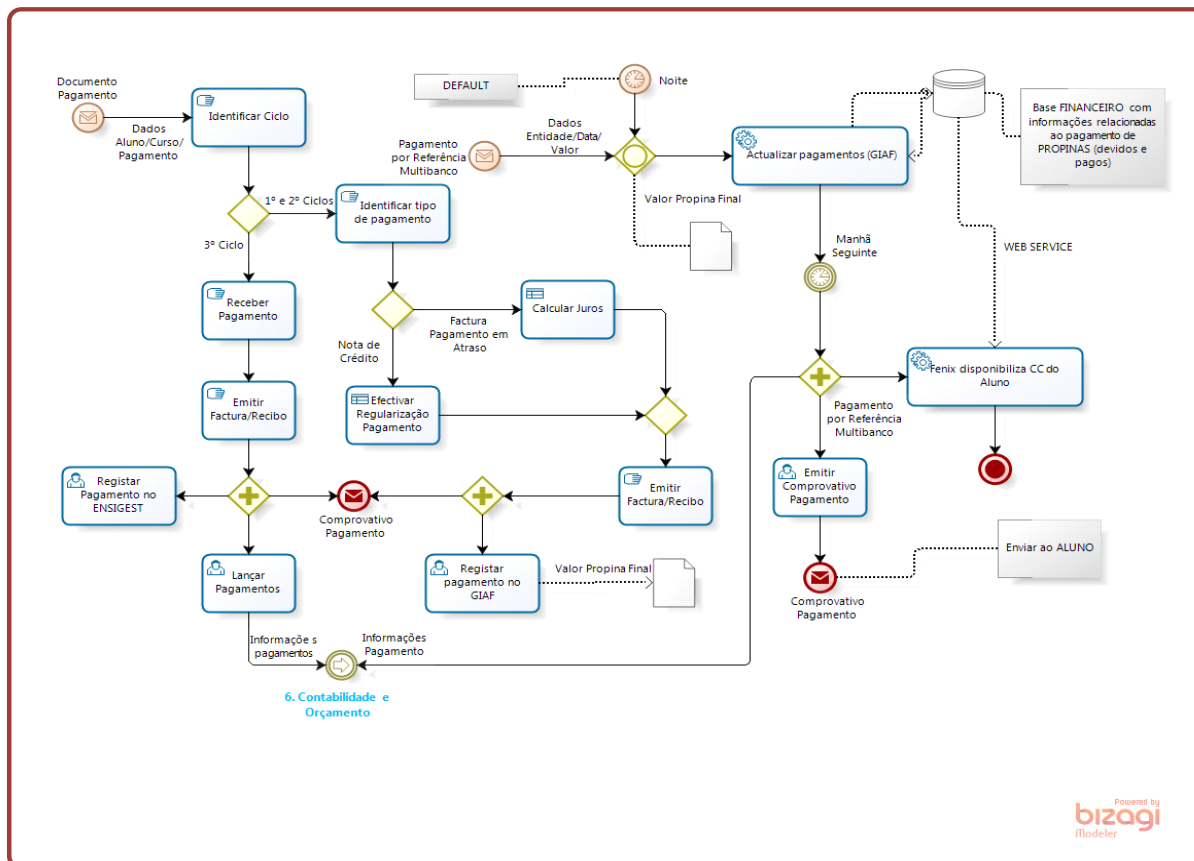 Documento
Pagamento
Dados
Aluno/Curso/
Pagamento
Identificar Ciclo
DEFAULT
Noite
Dados
Entidade/Data/
Valor
Pagamento
por Referência
Multibanco
Actualizar pagamentos (GIAF)
Base FINANCEIRO com
informações relacionadas
ao pagamento de
PROPINAS (devidos e
pagos)
1º e 2º Ciclos
Identificar tipo
de pagamento
Valor Propina Final
3º Ciclo
Manhã
Seguinte
WEB SERVICE
Receber
Pagamento
Nota de
Crédito
Factura
Pagamento em
Atraso
Calcular Juros
Emitir
Factura/Recibo
Efectivar
Regularização
Pagamento
Fenix disponibiliza CC do
Aluno
Pagamento
por Referência
Multibanco
Registar
Pagamento no
ENSIGEST
Comprovativo
Pagamento
Emitir
Factura/Recibo
Emitir
Comprovativo
Pagamento
Lançar
Pagamentos
Registar
pagamento no
GIAF
Valor Propina Final
Enviar ao ALUNO
Comprovativo
Pagamento
Informaçõe s
pagamentos
Informações
Pagamento
6. Contabilidade e
Orçamento
Powered by
bizagi
Modeler